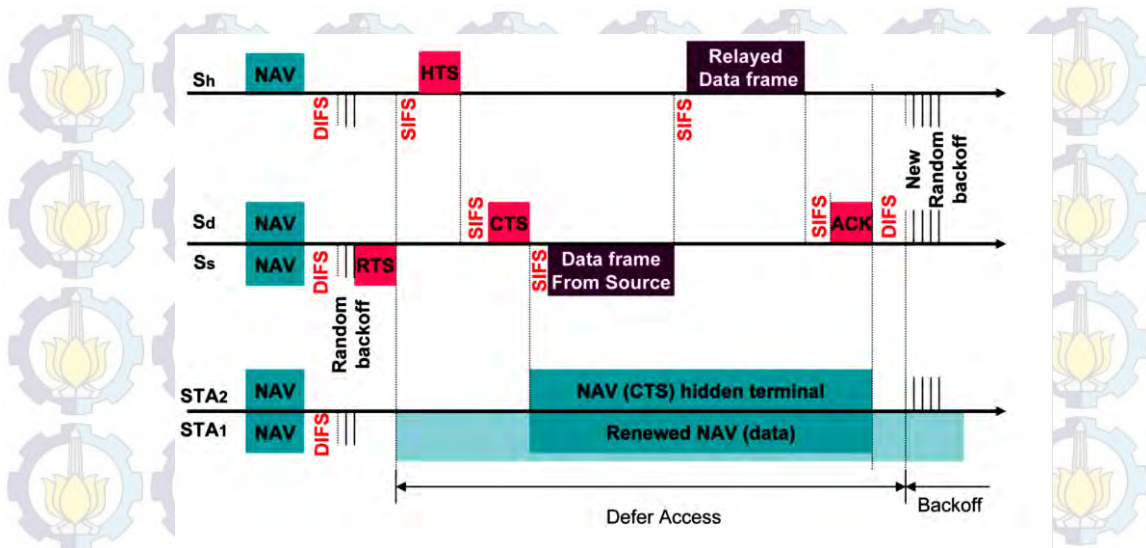 Sh
NAV
DIFS
SIFS
HTS
SIFS
Relayed
Data frame
New
Random
backoff
Sd
NAV
SIFS
CTS
SIFS
ACK
DIFS
Ss
NAV
DIFS
Random
backoff
RTS
SIFS
Data frame
From Source
STA2
NAV
NAV (CTS) hidden terminal
STA1
NAV
DIFS
Renewed NAV (data)
Defer Access
Backoff